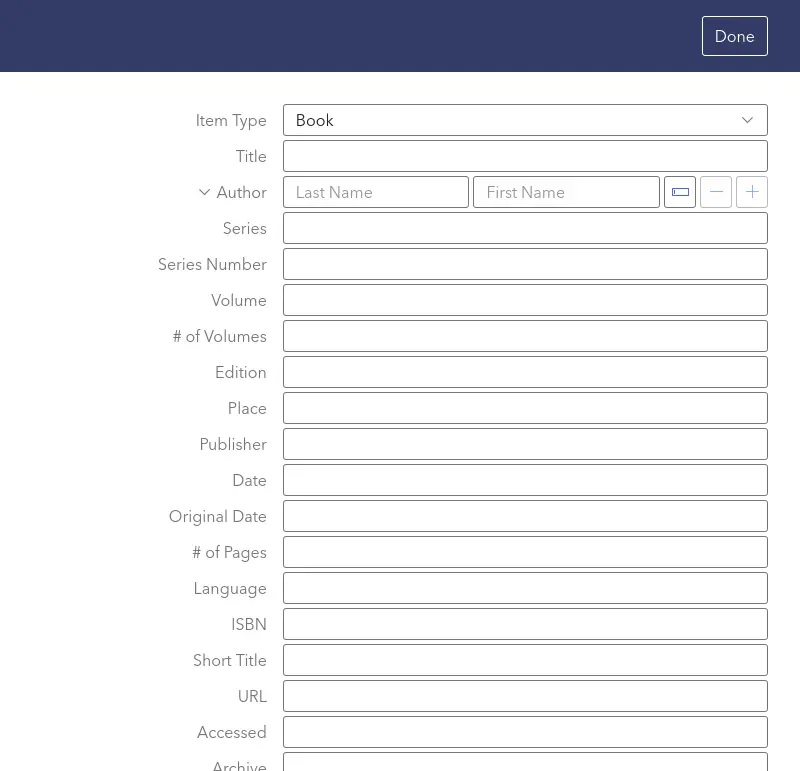 Done
Item Type Book
Title
Author Last Name First Name
Series
Series Number
Volume
# of Volumes
Edition
Place
Publisher
Date
Original Date
# of Pages
Language
ISBN
Short Title
URL
Accessed
Archive